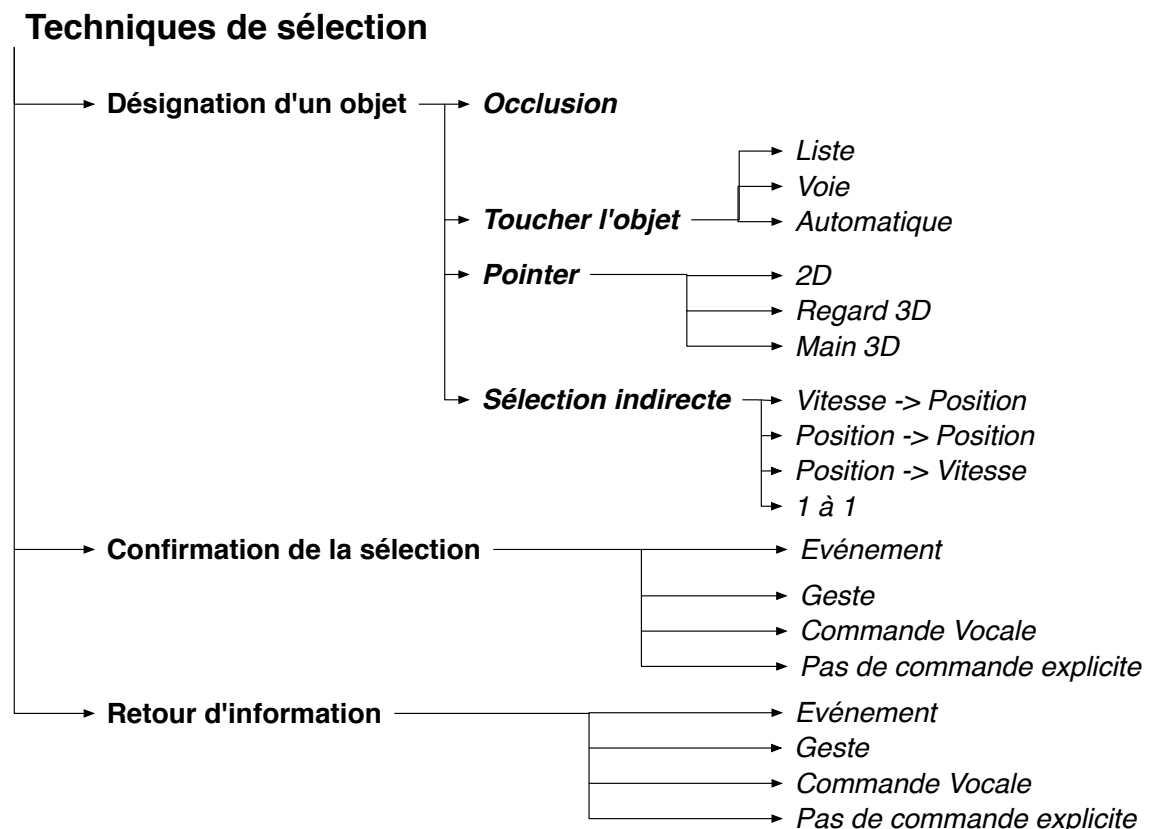 Techniques de sélection
Désignation d'un objet
Occlusion
Toucher l'objet
Liste
Voie
Automatique
Pointer
2D
Regard 3D
Main 3D
Sélection indirecte
Vitesse -> Position
Position -> Position
Position -> Vitesse
1 à 1
Confirmation de la sélection
Evénement
Geste
Commande Vocale
Pas de commande explicite
Retour d'information
Evénement
Geste
Commande Vocale
Pas de commande explicite